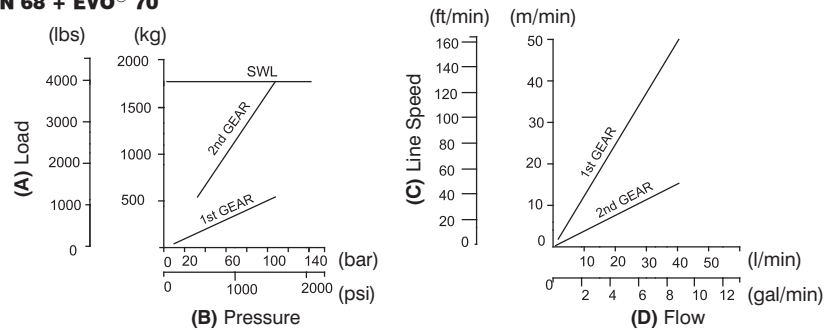 N 68 + EVO® 70
(lbs)
(kg)
4000
3000
2000
1000
0
(A) Load
2000
1500
1000
500
SWL
2nd GEAR
1st GEAR
0 20 60 100 140 (bar)
0 1000 2000 (psi)
(B) Pressure
(ft/min)
(m/min)
160
140
120
100
80
60
40
20
0
(C) Line Speed
50
40
30
20
10
0
1st GEAR
2nd GEAR
10 20 30 40 50 (l/min)
0 2 4 6 8 10 12 (gal/min)
(D) Flow